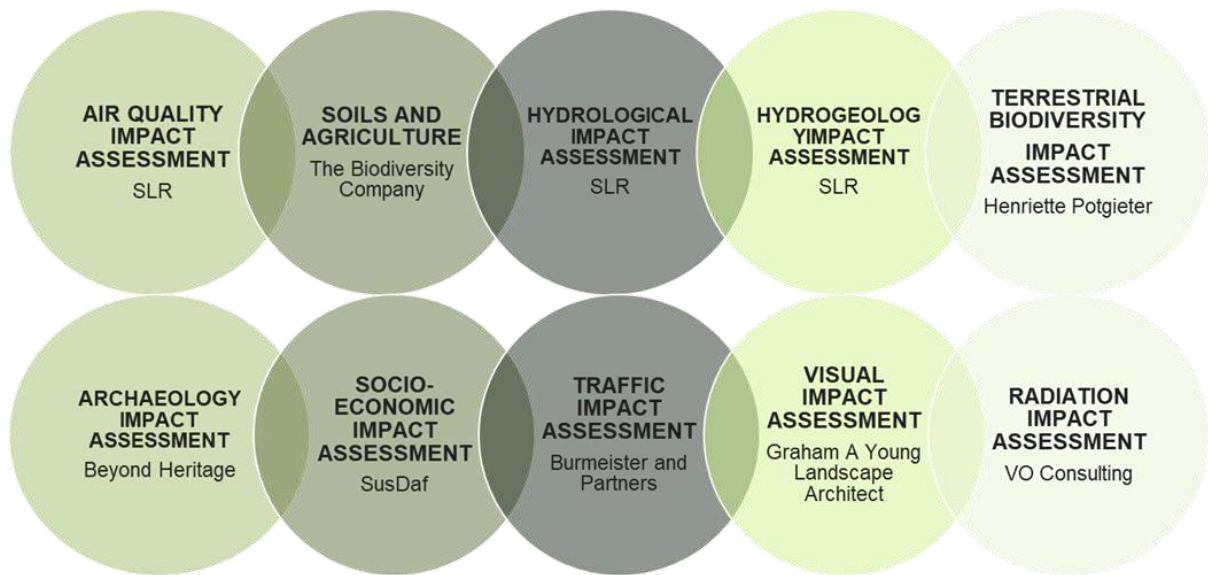 AIR QUALITY
IMPACT
ASSESSMENT
SLR
SOILS AND
AGRICULTURE
The Biodiversity
Company
HYDROLOGICAL
IMPACT
ASSESSMENT
SLR
HYDROGEOLOG
YIMPACT
ASSESSMENT
SLR
TERRESTRIAL
BIODIVERSITY
IMPACT
ASSESSMENT
Henriette Potgieter
ARCHAEOLOGY
IMPACT
ASSESSMENT
Beyond Heritage
SOCIO-
ECONOMIC
IMPACT
ASSESSMENT
SusDaf
TRAFFIC
IMPACT
ASSESSMENT
Burmeister and
Partners
VISUAL
IMPACT
ASSESSMENT
Graham A Young
Landscape
Architect
RADIATION
IMPACT
ASSESSMENT
VO Consulting